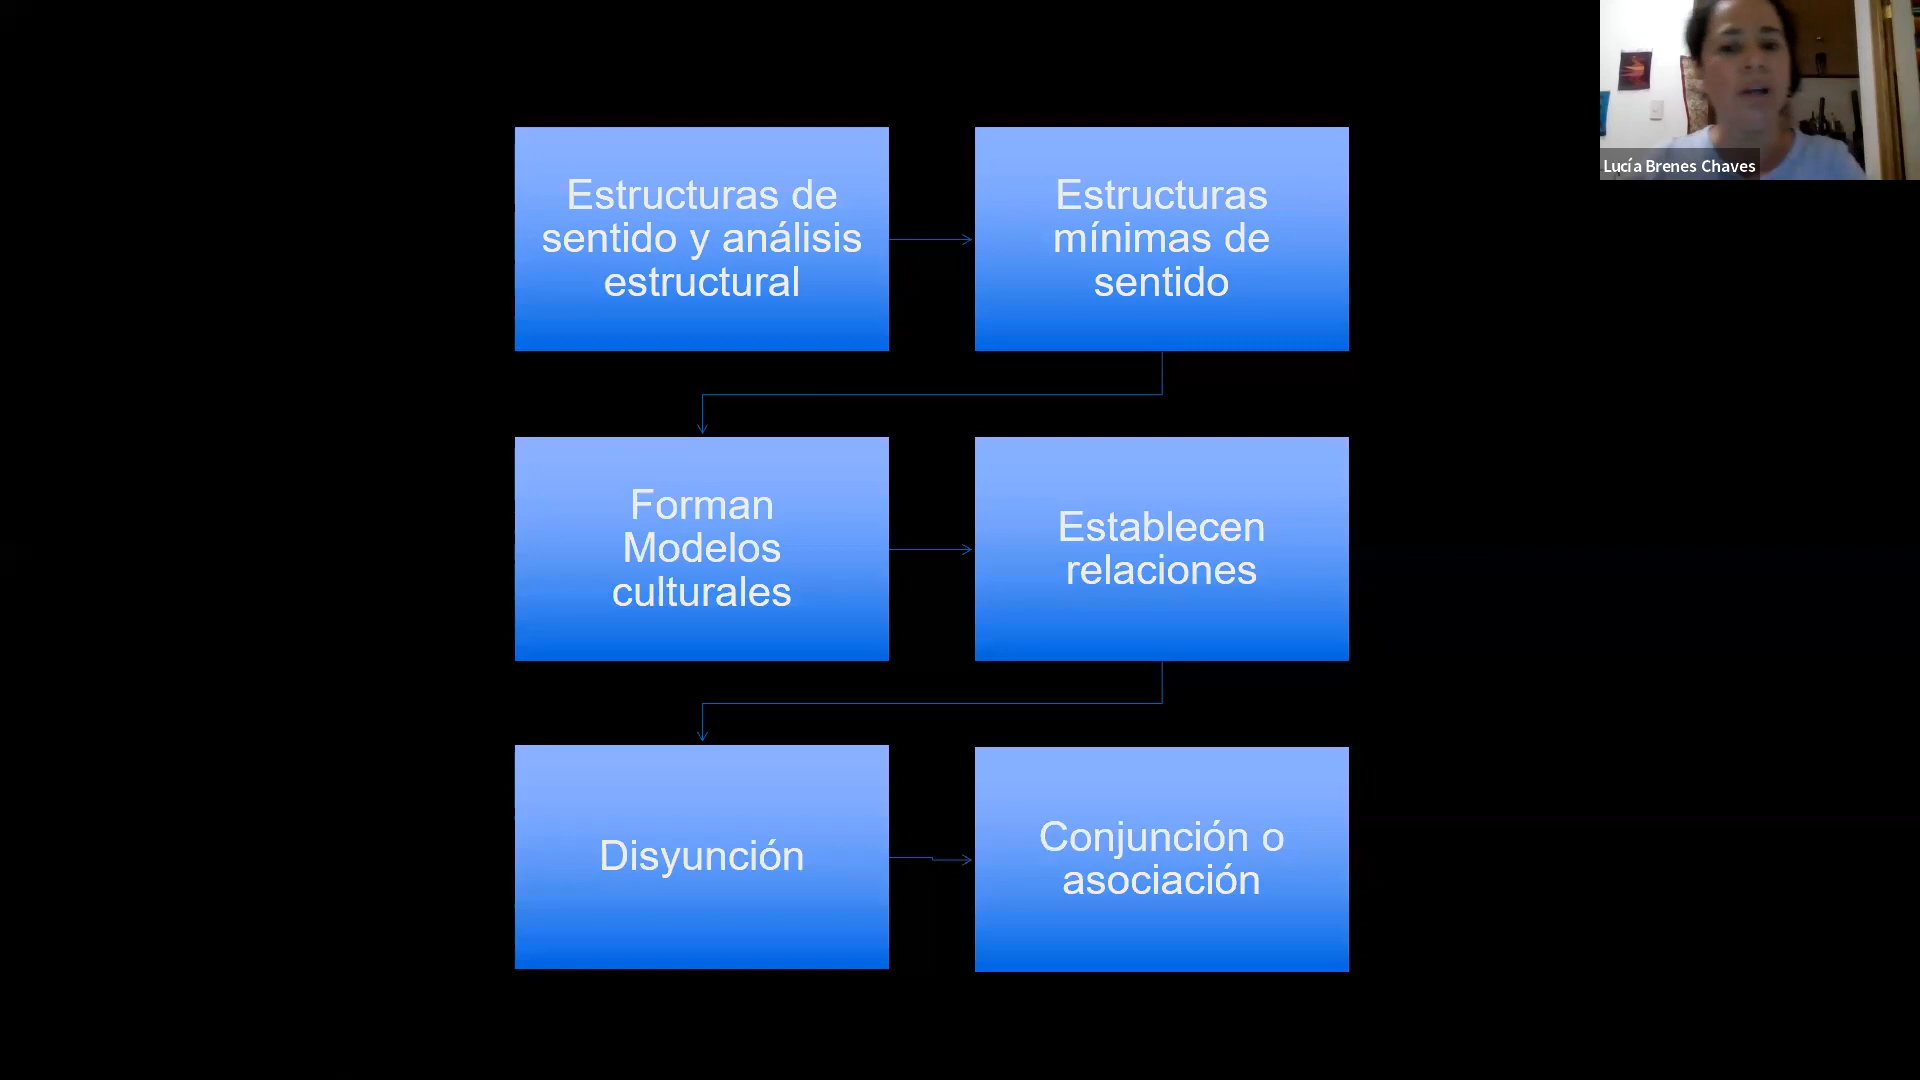 Estructuras de
sentido y análisis
estructural
Estructuras
mínimas de
sentido
Forman
Modelos
culturales
Establecen
relaciones
Disyunción
Conjunción o
asociación
Lucía Brenes Chaves